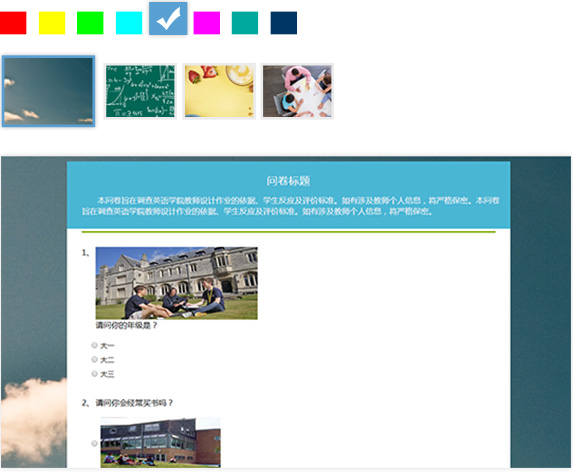 问卷标题
本问卷旨在调查英语学院教师设计作业的依据、学生反应及评价标准。如有涉及教师个人信息，将严格保密。本问卷
旨在调查英语学院教师设计作业的依据、学生反应及评价标准。如有涉及教师个人信息，将严格保密。
1、
请问你的年级是？
大一
大二
大三
2、 请问你会经常买书吗？